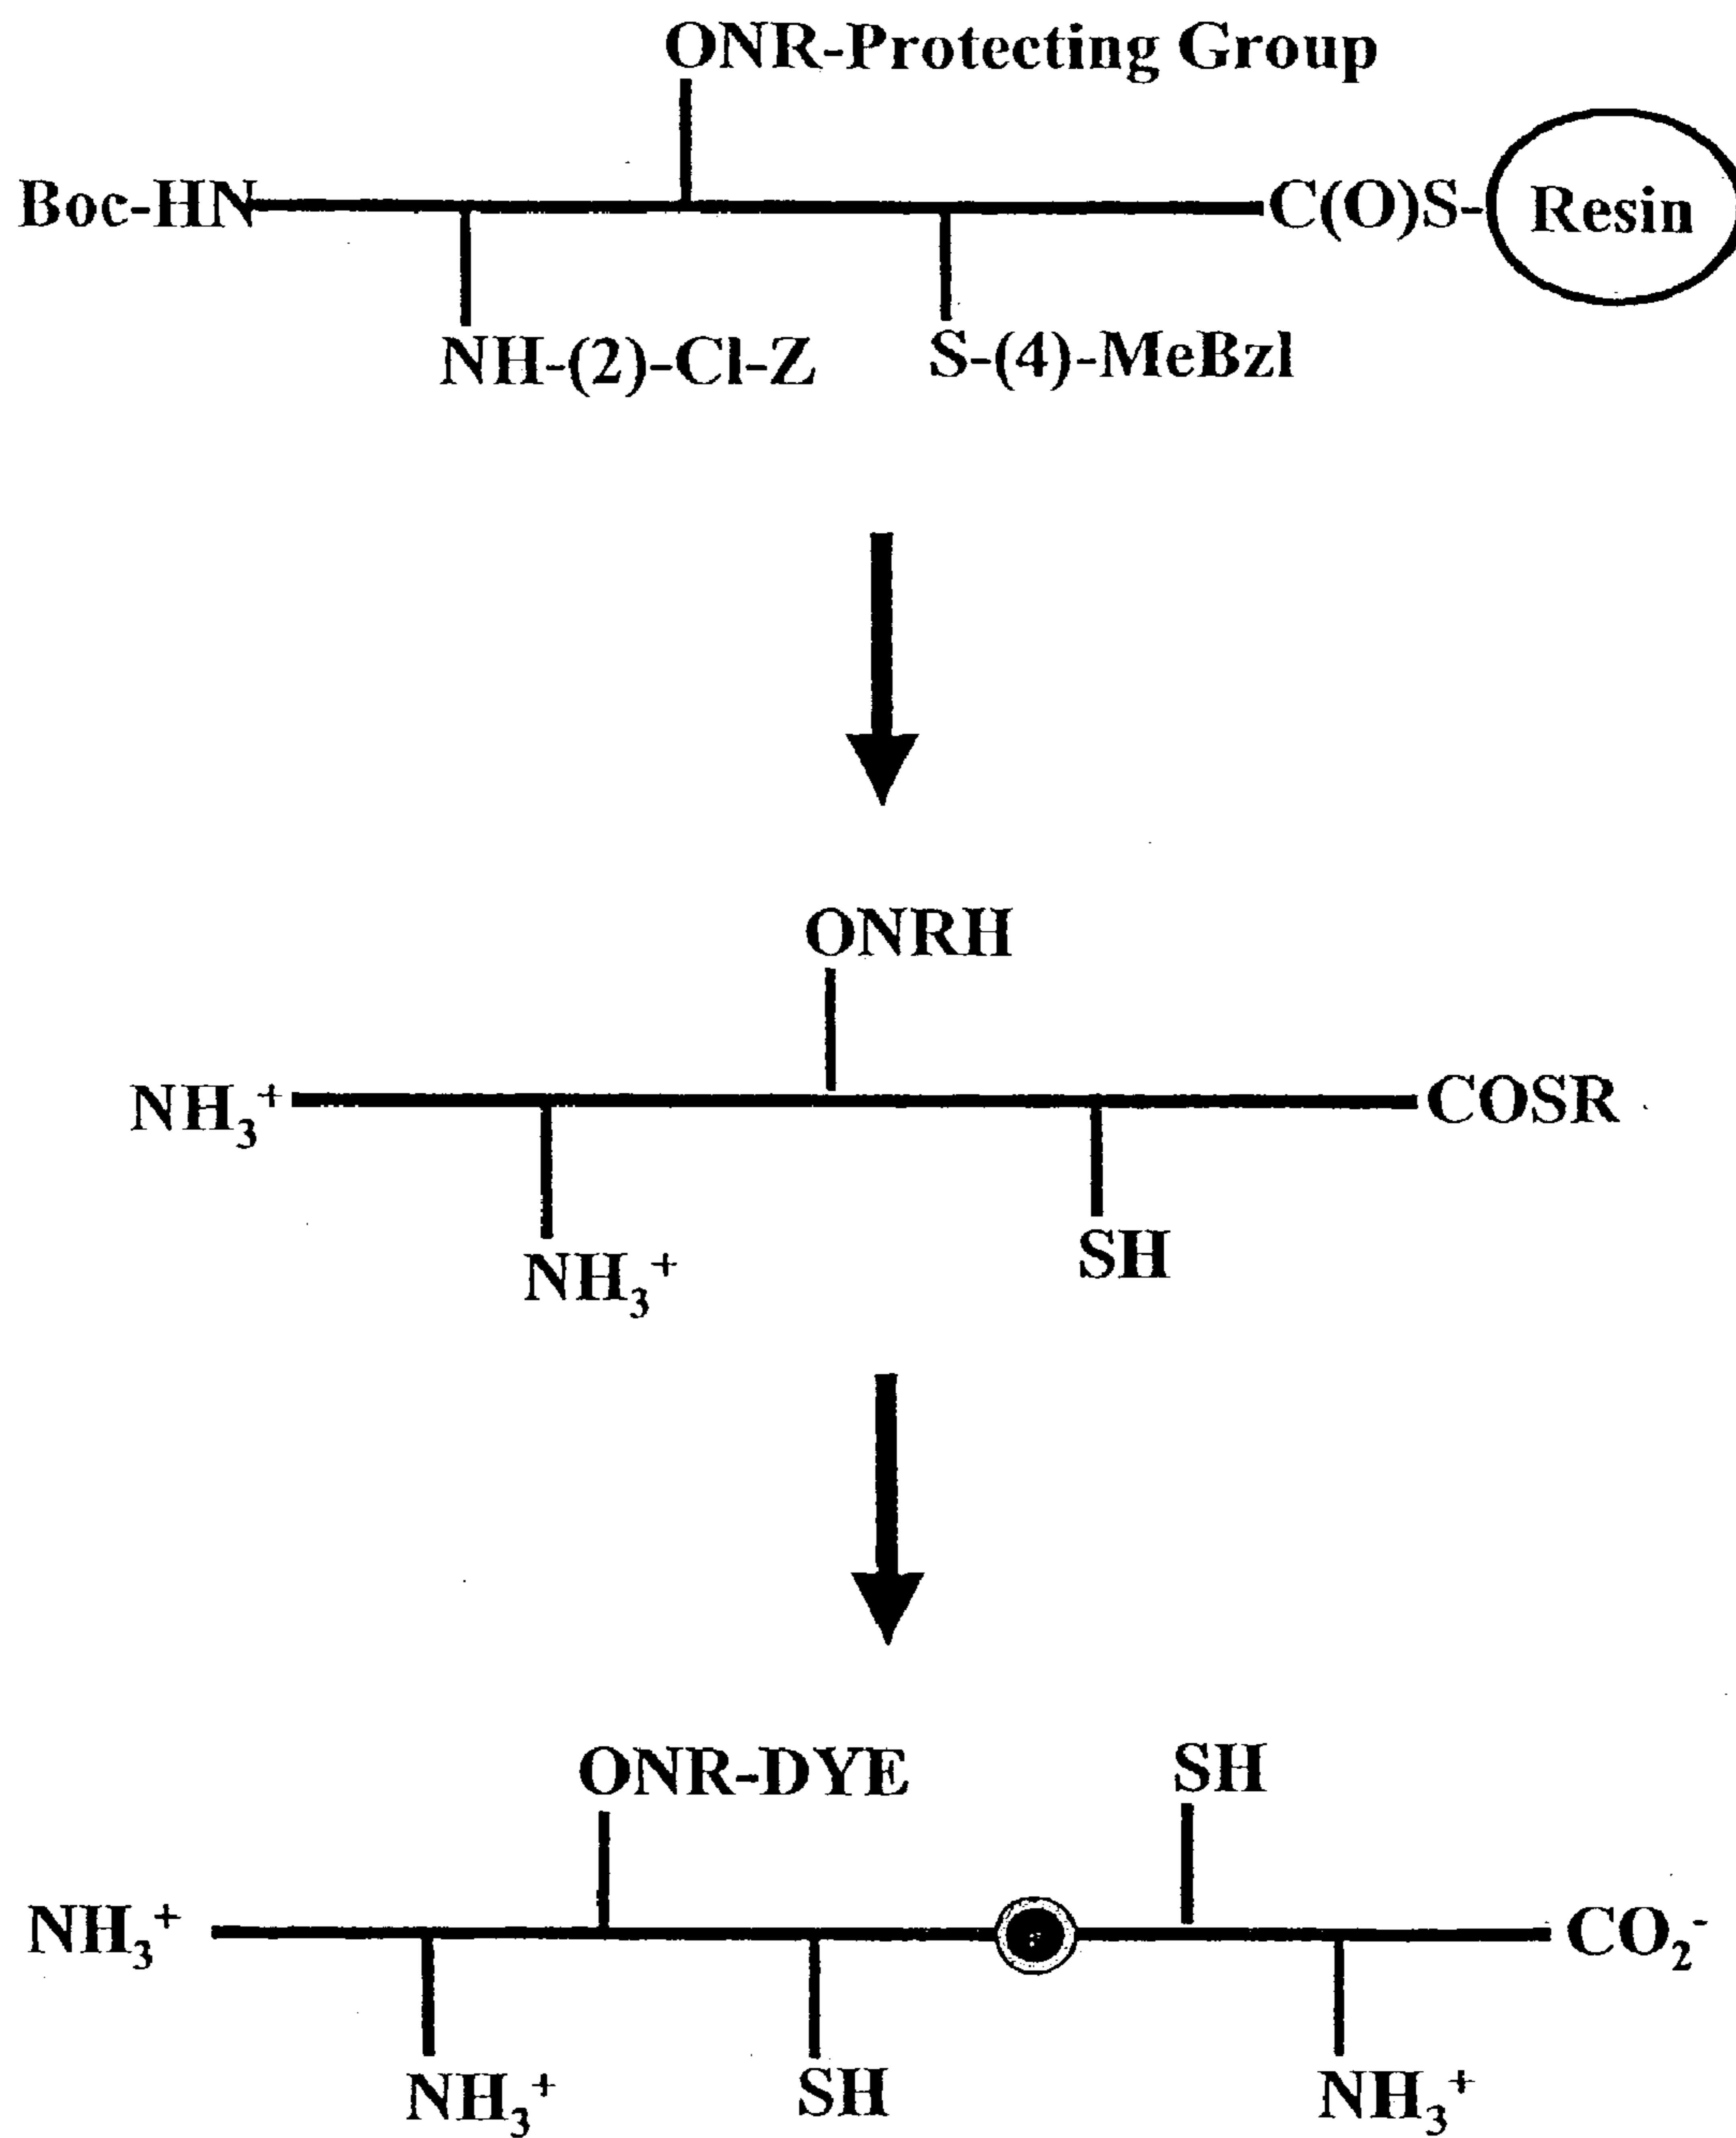 ONR-Protecting Group
Boc-HN C(O)S- Resin
NH-(2)-Cl-Z S-(4)-MeBzl
ONRH
NH₃⁺ COSR
NH₃⁺ SH
ONR-DYE SH
NH₃⁺ CO₂⁻
NH₃⁺ SH NH₃⁺